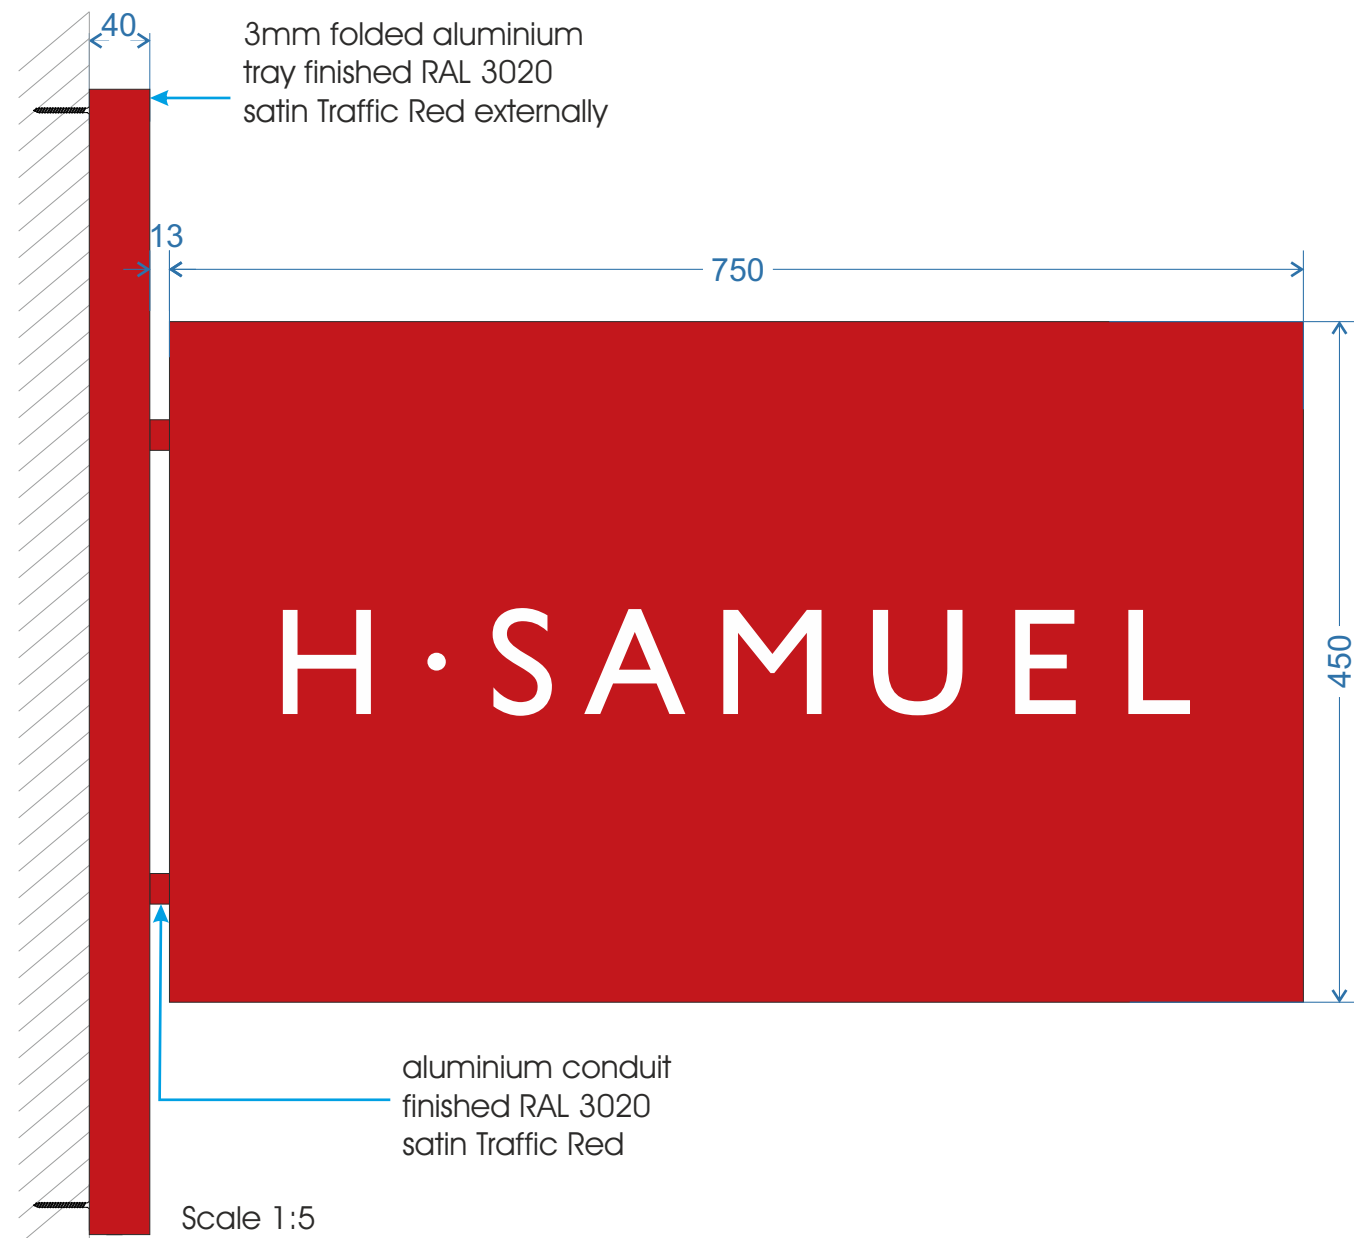 40
3mm folded aluminium
tray finished RAL 3020
satin Traffic Red externally
13
750
H·SAMUEL
450
aluminium conduit
finished RAL 3020
satin Traffic Red
Scale 1:5